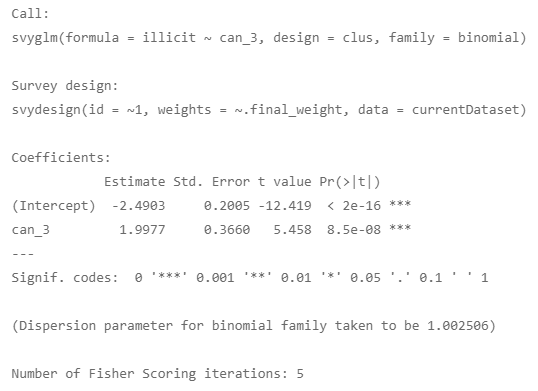 Call:
svyglm(formula = illicit ~ can_3, design = clus, family = binomial)
Survey design:
svydesign(id = ~1, weights = ~.final_weight, data = currentDataset)
Coefficients:
Estimate Std. Error t value Pr(>|t|)
(Intercept) -2.4903 0.2005 -12.419 < 2e-16 ***
can_3 1.9977 0.3660 5.458 8.5e-08 ***
---
Signif. codes: 0 '***' 0.001 '**' 0.01 '*' 0.05 '.' 0.1 ' ' 1
(Dispersion parameter for binomial family taken to be 1.002506)
Number of Fisher Scoring iterations: 5